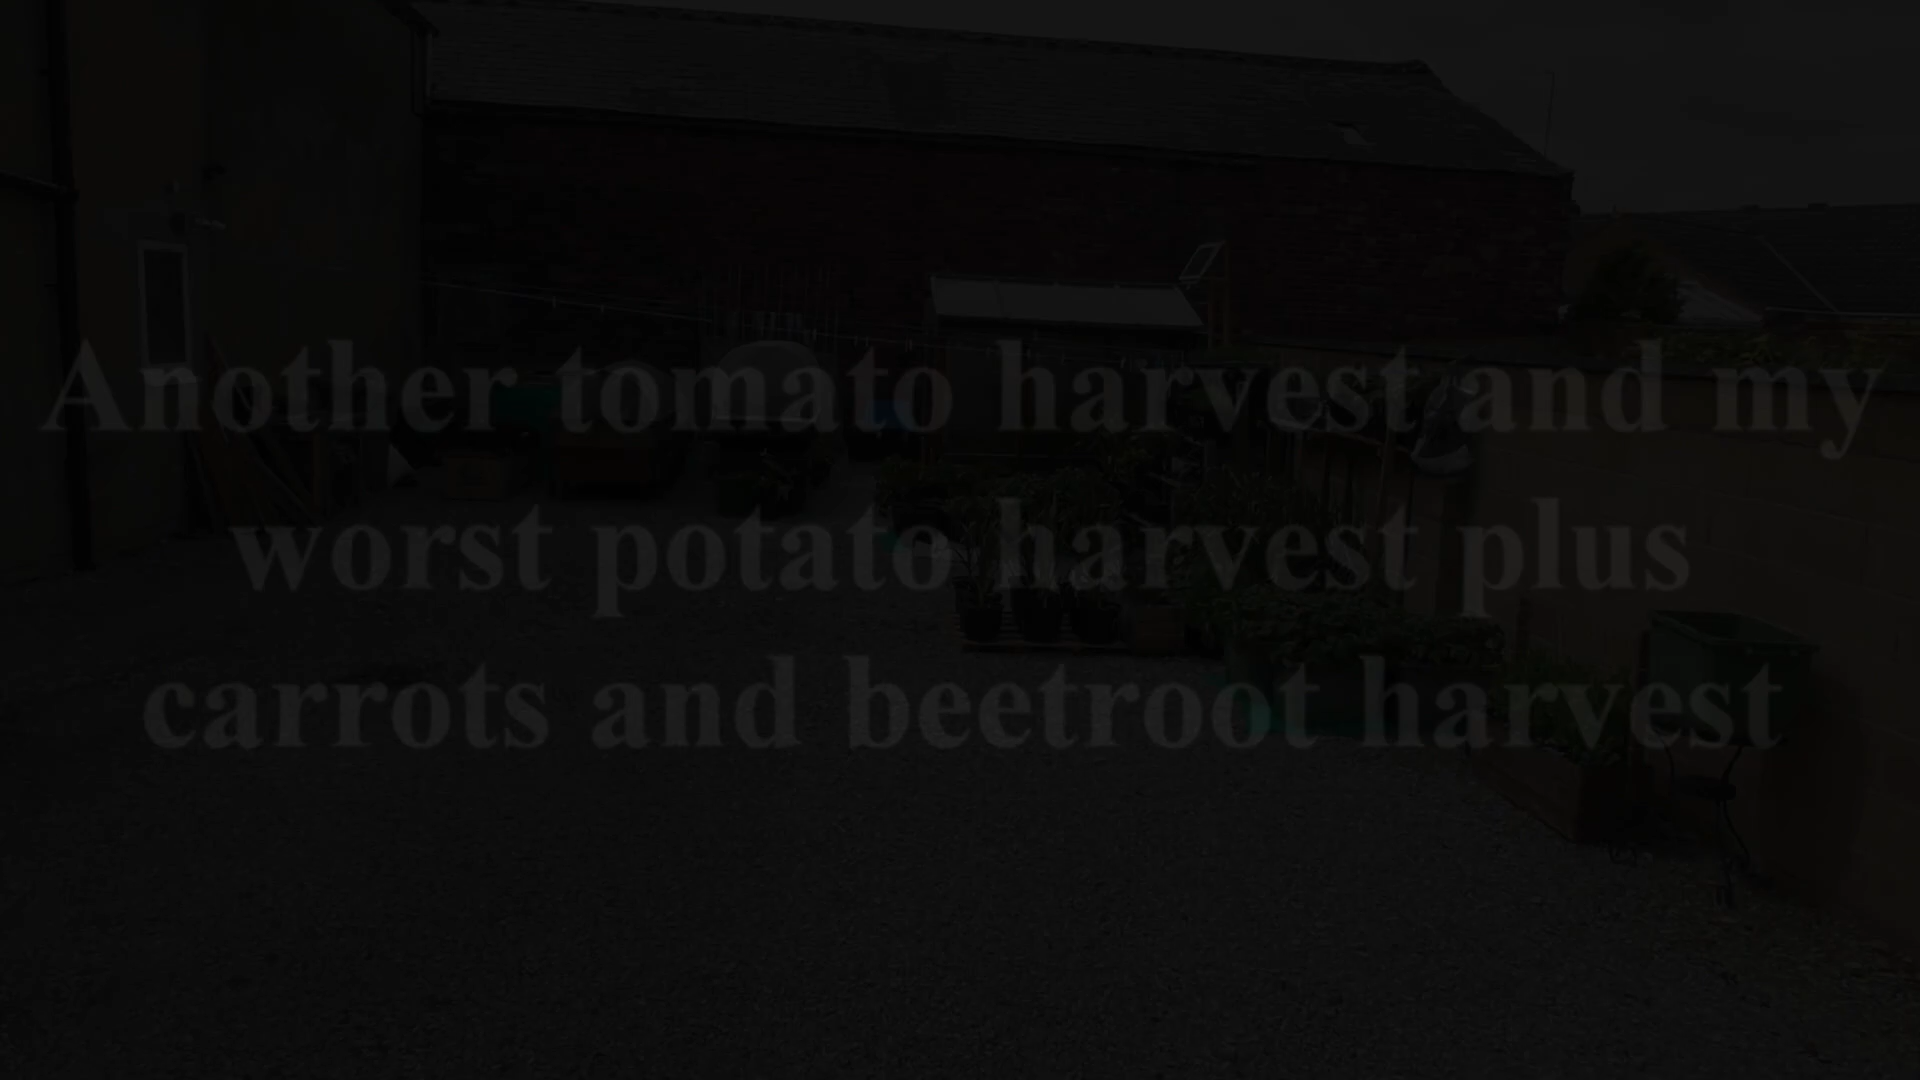 Another tomato harvest and my
worst potato harvest plus
carrots and beetroot harvest